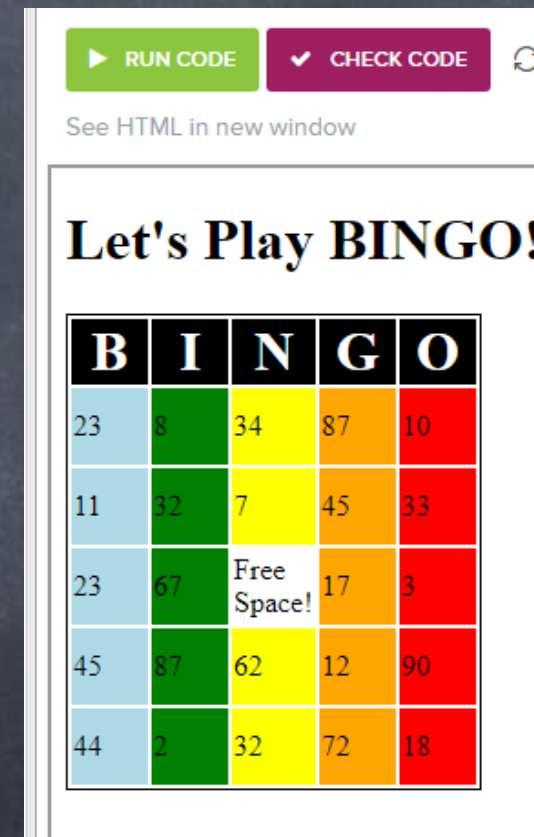 RUN CODE CHECK CODE
See HTML in new window
Let's Play BINGO!
B I N G O
23 8 34 87 10
11 32 7 45 33
23 67 Free Space! 17 3
45 87 62 12 90
44 2 32 72 18